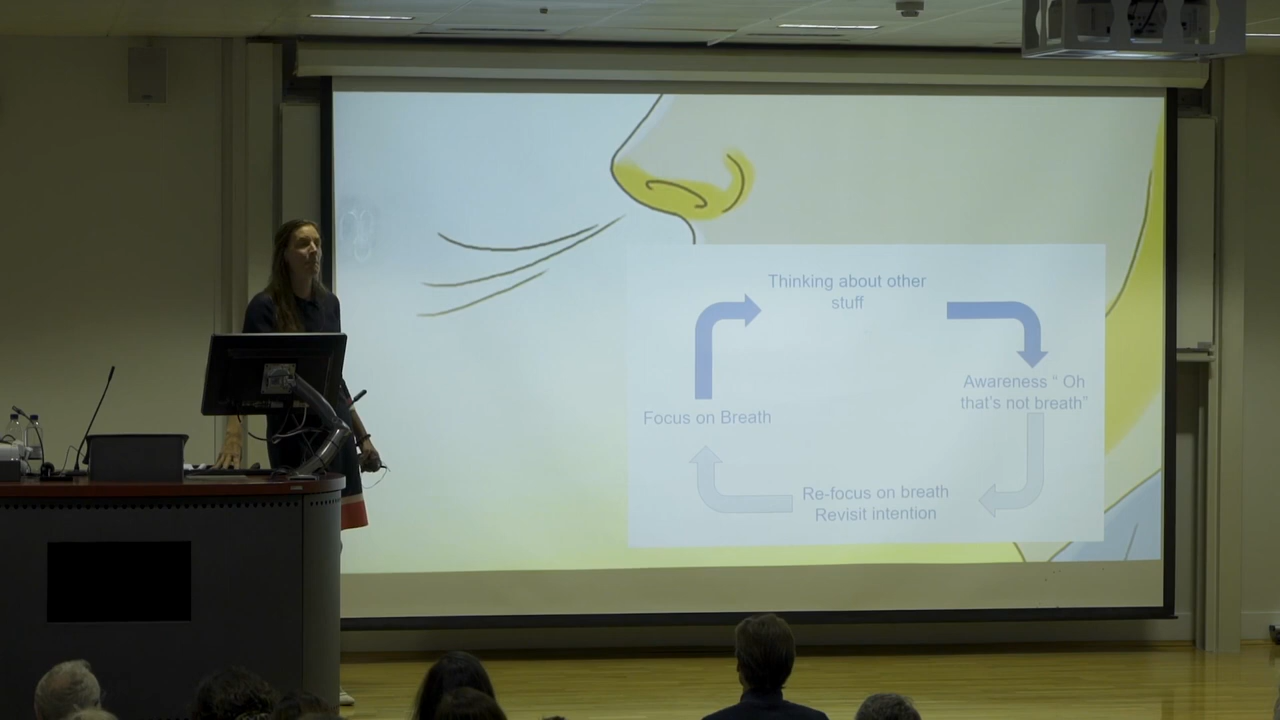 Thinking about other
stuff
Awareness “ Oh
that's not breath”
Focus on Breath
Re-focus on breath
Revisit intention